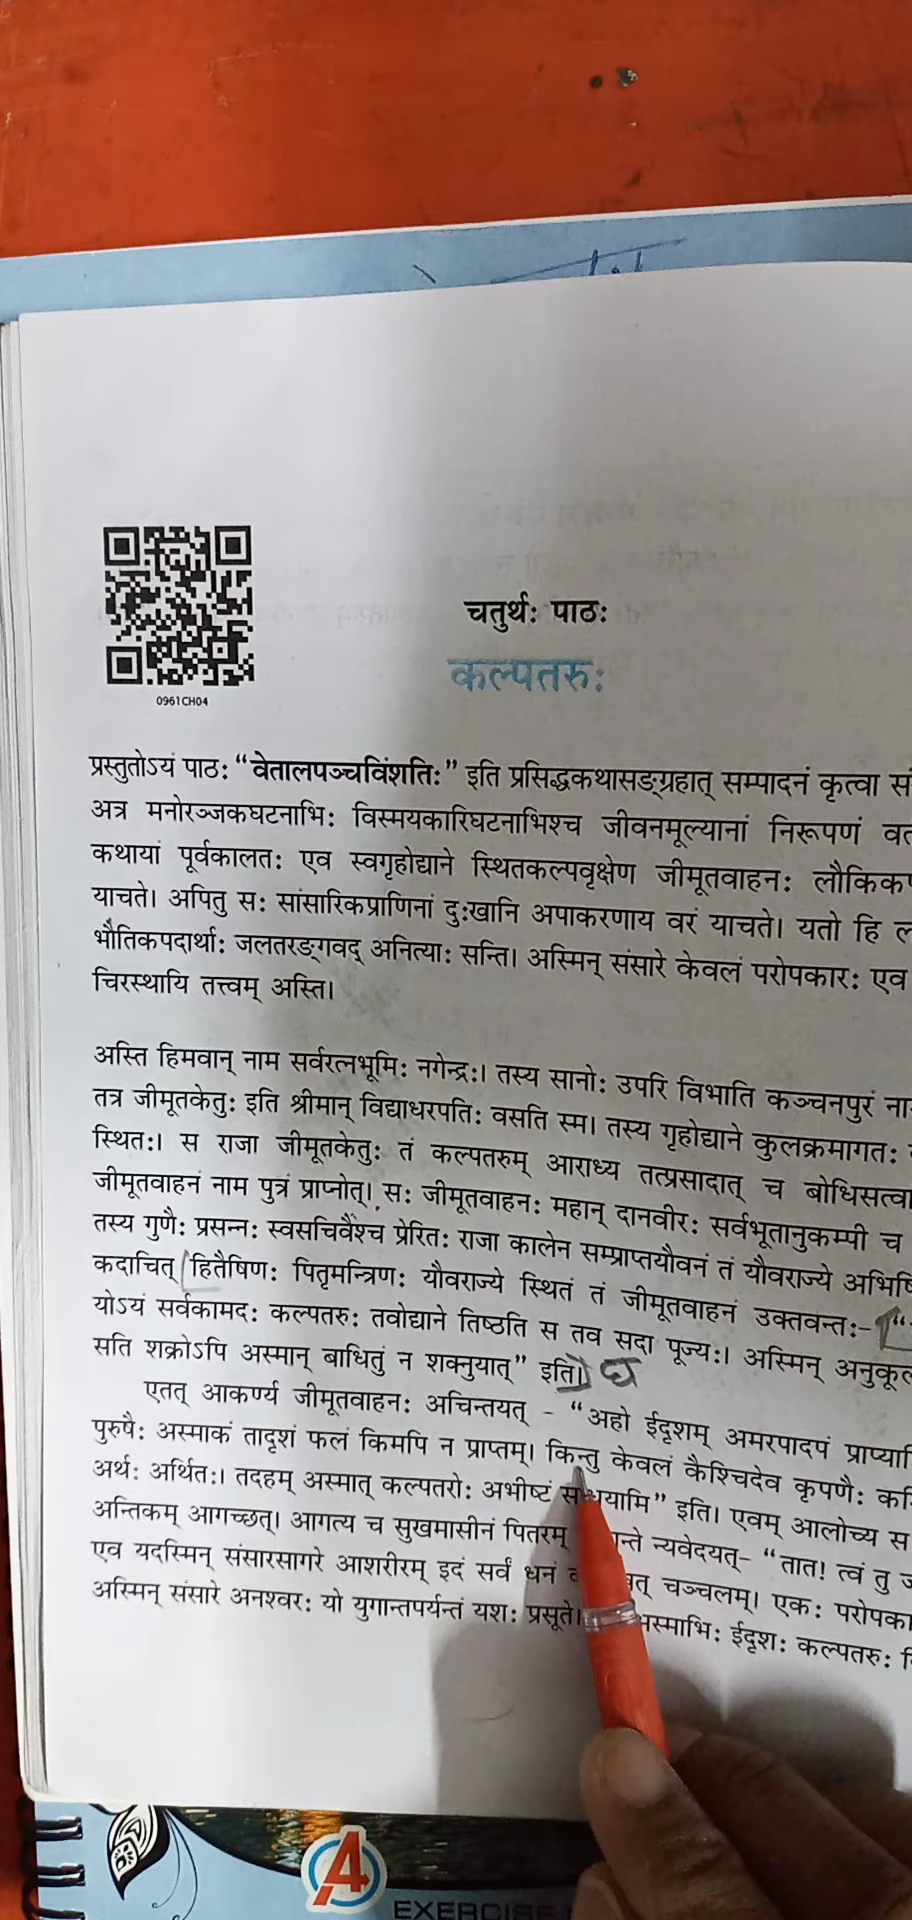 0961CH04
चतुर्थः पाठः
कल्पतरुः
प्रस्तुतोऽयं पाठः “वेतालपञ्चविंशतिः” इति प्रसिद्धकथासङ्ग्रहात् सम्पादनं कृत्वा
अत्र मनोरञ्जकघटनाभिः विस्मयकारिघटनाभिश्च जीवनमूल्यानां निरूपणं
कथायां पूर्वकालतः एव स्वगृहोद्याने स्थितकल्पवृक्षेण जीमूतवाहनः
याचते। अपितु सः सांसारिकप्राणिनां दुःखानि अपाकरणाय वरं याचते। यतो हि
भौतिकपदार्थाः जलतरङ्गवद् अनित्याः सन्ति। अस्मिन् संसारे केवलं परोपकारः एव
चिरस्थायि तत्त्वम् अस्ति।
अस्ति हिमवान् नाम सर्वरत्नभूमिः नगेन्द्रः। तस्य सानोः उपरि विभाति कञ्चनपुरं
तत्र जीमूतकेतुः इति श्रीमान् विद्याधरपतिः वसति स्म। तस्य गृहोद्याने कुलक्रमागतः
स्थितः। स राजा जीमूतकेतुः तं कल्पतरुम् आराध्य तत्प्रसादात् च
जीमूतवाहनं नाम पुत्रं प्राप्नोत्। सः जीमूतवाहनः महान् दानवीरः सर्वभूतानुकम्पी च
तस्य गुणैः प्रसन्नः स्वसचिवैश्च प्रेरितः राजा कालेन सम्प्राप्तयौवनं तं यौवराज्ये
कदाचित् हितैषिणः पितृमन्त्रिणः यौवराज्ये स्थितं तं जीमूतवाहनं उक्तवन्तः- “
योऽयं सर्वकामदः कल्पतरुः तवोद्याने तिष्ठति स तव सदा पूज्यः। अस्मिन्
सति शक्रोऽपि अस्मान् बाधितुं न शक्नुयात्” इति।
एतत् आकर्ण्य जीमूतवाहनः अचिन्तयत् - “अहो ईदृशम् अमरपादपं
पुरुषैः अस्माकं तादृशं फलं किमपि न प्राप्तम्। किन्तु केवलं कैश्चिदेव कृपणैः
अर्थः अर्थितः। तदहम् अस्मात् कल्पतरोः अभीष्टं इति। एवम् आलोच्य स
अन्तिकम् आगच्छत्। आगत्य च सुखमासीनं पितरम् न्यवेदयत्- “तात! त्वं तु
एव यदस्मिन् संसारसागरे आशरीरम् इदं सर्वं धनं चञ्चलम्। एकः
अस्मिन् संसारे अनश्वरः यो युगान्तपर्यन्तं यशः प्रसूते। ईदृशः कल्पतरुः
A